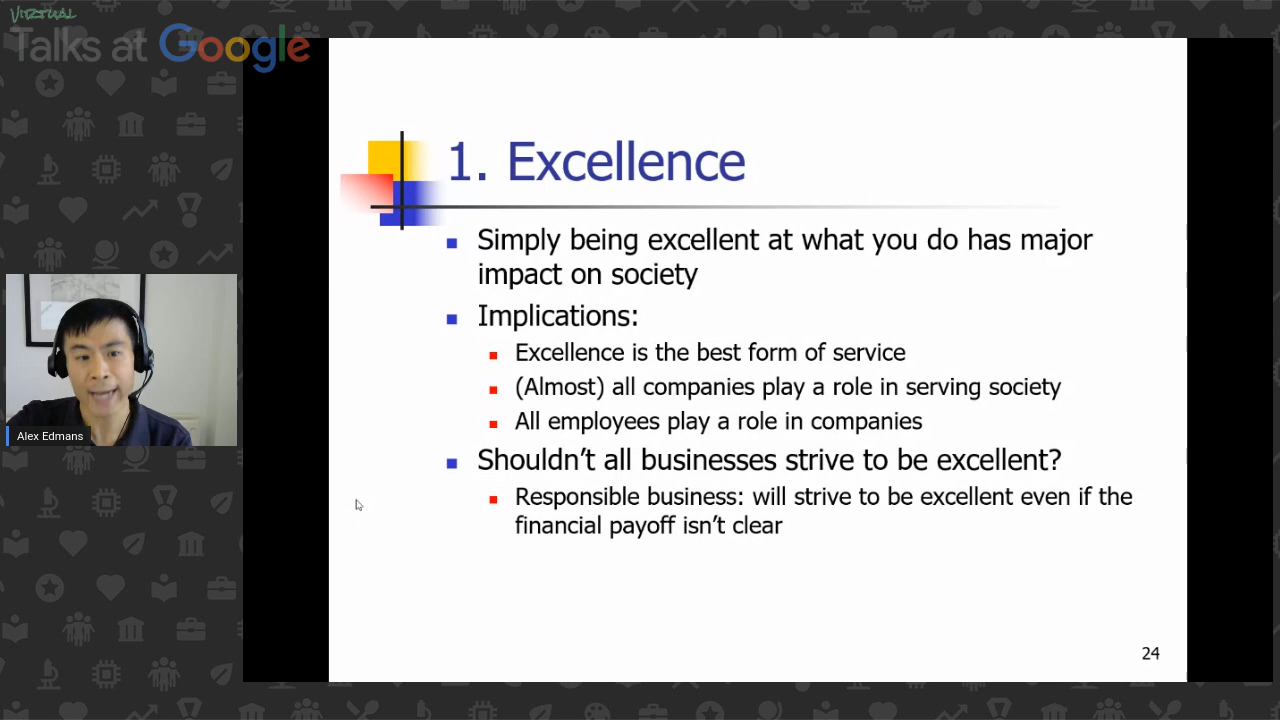 VIRTUAL
Talks at Google
1. Excellence
Simply being excellent at what you do has major
impact on society
Implications:
Excellence is the best form of service
(Almost) all companies play a role in serving society
All employees play a role in companies
Shouldn't all businesses strive to be excellent?
Responsible business: will strive to be excellent even if the
financial payoff isn't clear
Alex Edmans
24